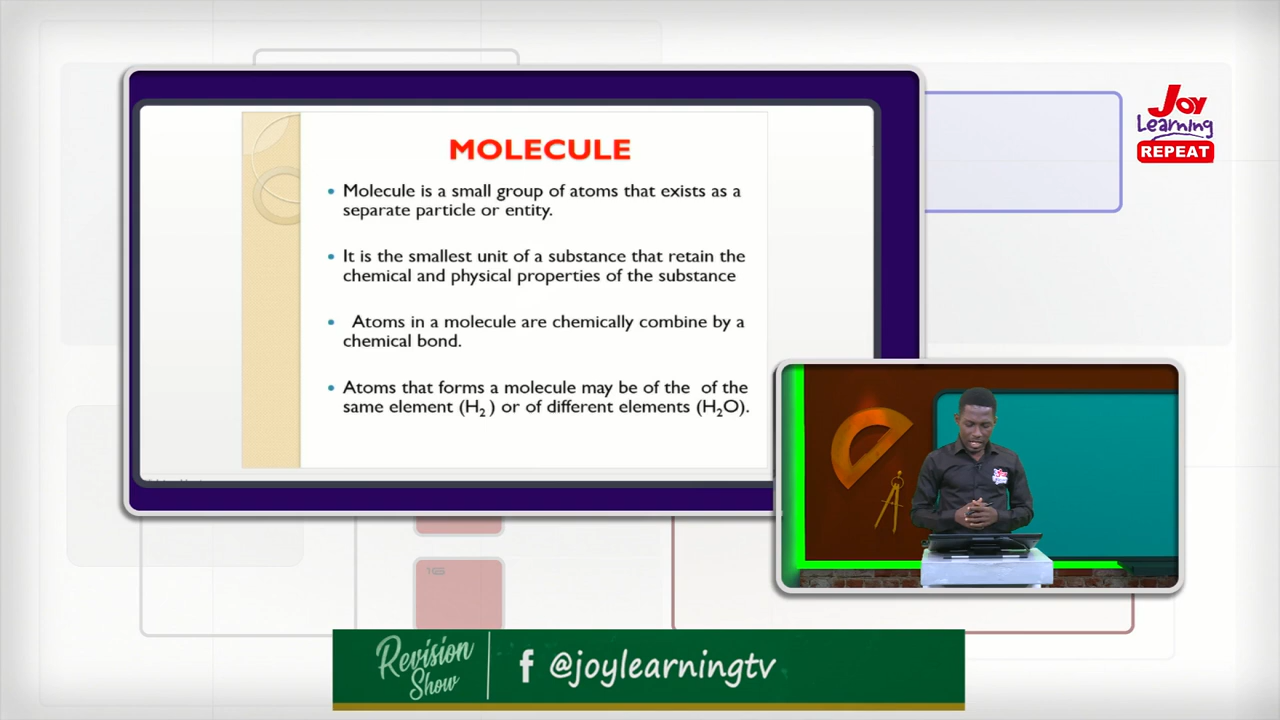 MOLECULE
• Molecule is a small group of atoms that exists as a
separate particle or entity.
• It is the smallest unit of a substance that retain the
chemical and physical properties of the substance
• Atoms in a molecule are chemically combine by a
chemical bond.
• Atoms that forms a molecule may be of the of the
same element (H₂ ) or of different elements (H₂O).
Joy
Learning
REPEAT
Revision
Show
f @joylearningtv